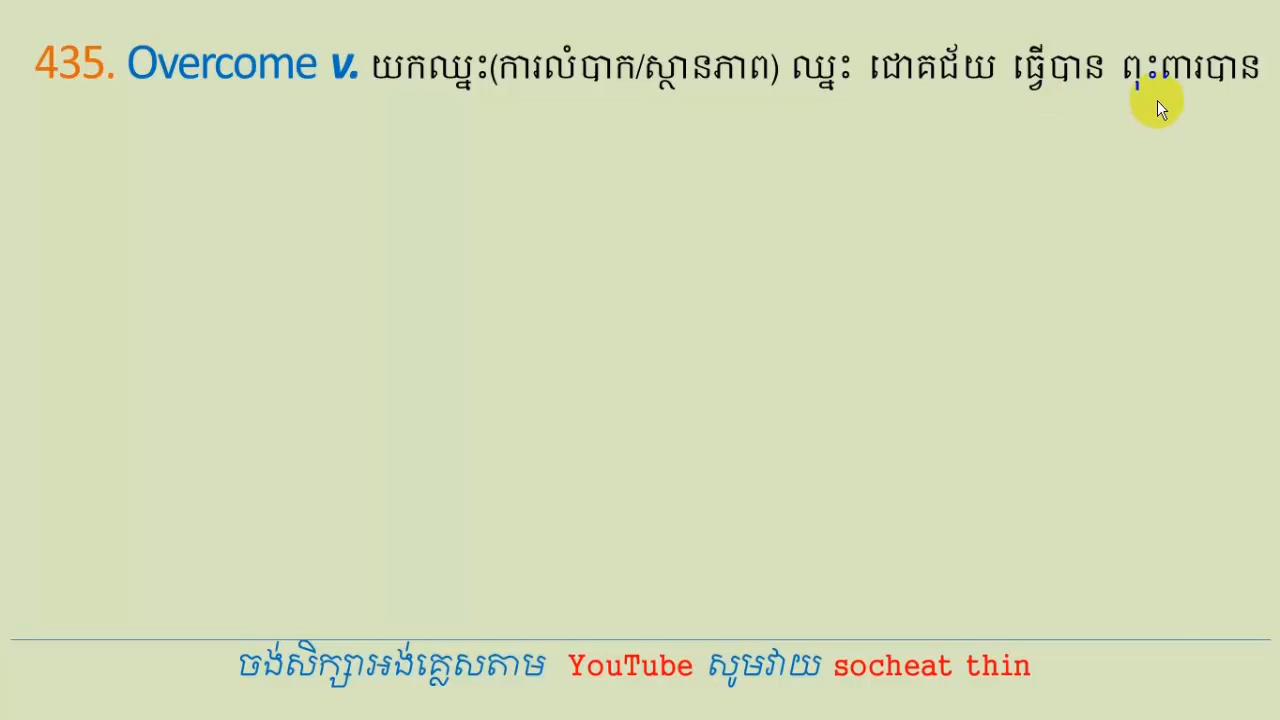 435. Overcome v. យកឈ្នះ(ការលំបាក/ស្ថានភាព) ឈ្នះ ជោគជ័យ ធ្វើបាន ពុះពារបាន
ចង់សិក្សាអង់គ្លេសតាម YouTube សូមវាយ socheat thin